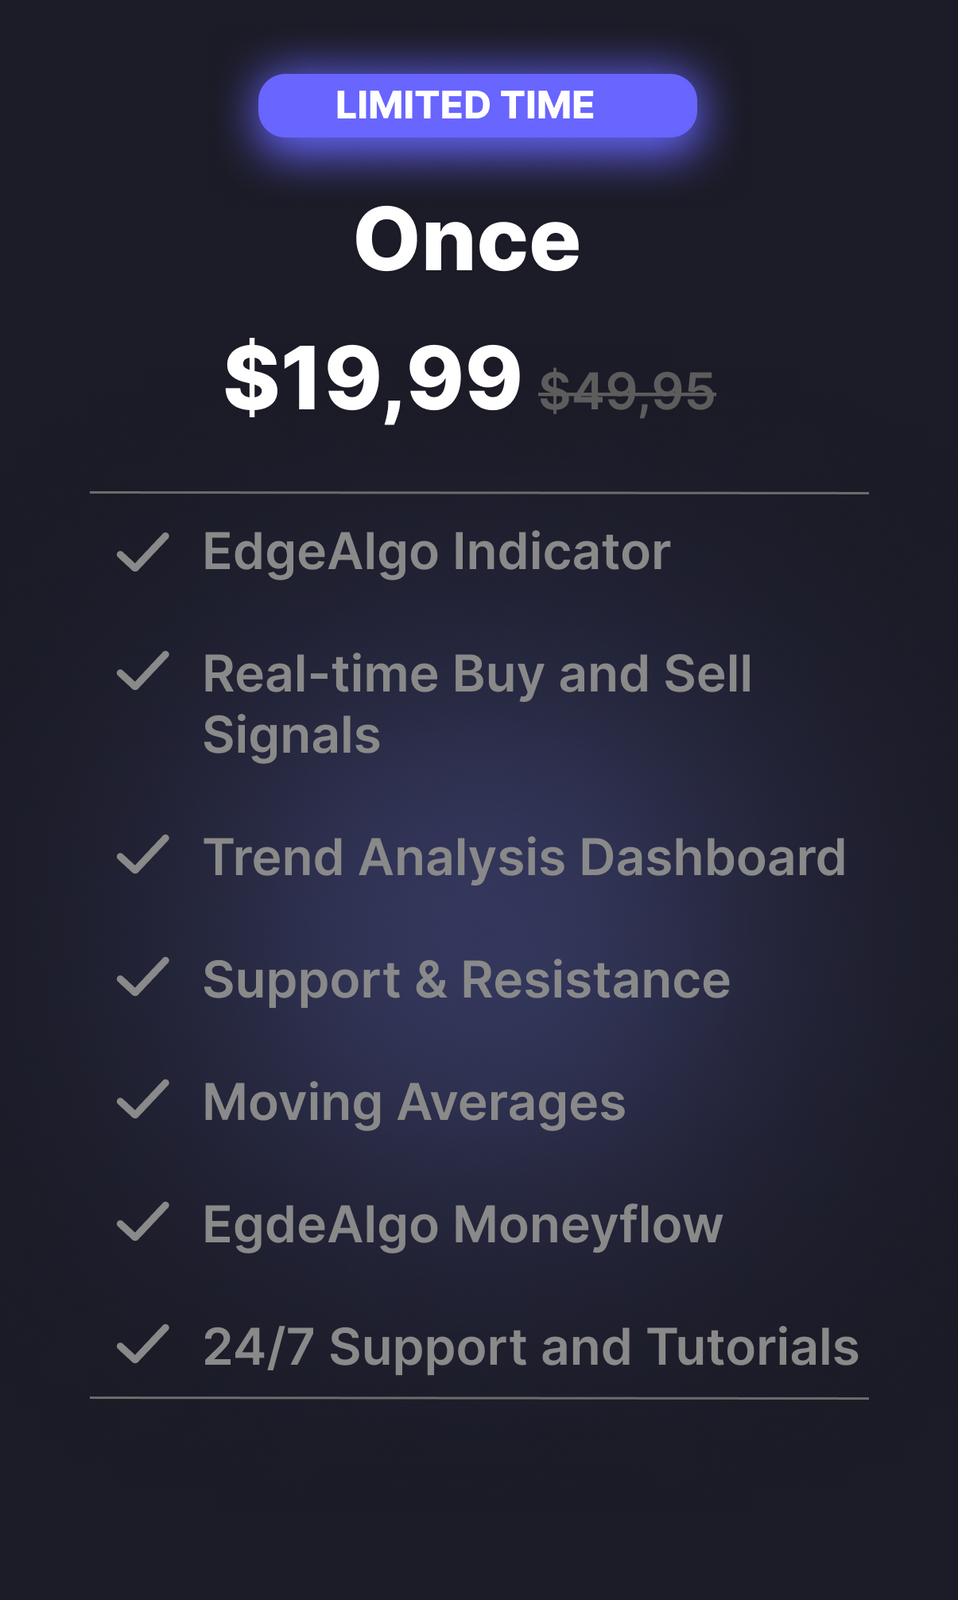 LIMITED TIME
Once
$19,99 $49,95
EdgeAlgo Indicator
Real-time Buy and Sell
Signals
Trend Analysis Dashboard
Support & Resistance
Moving Averages
EgdeAlgo Moneyflow
24/7 Support and Tutorials